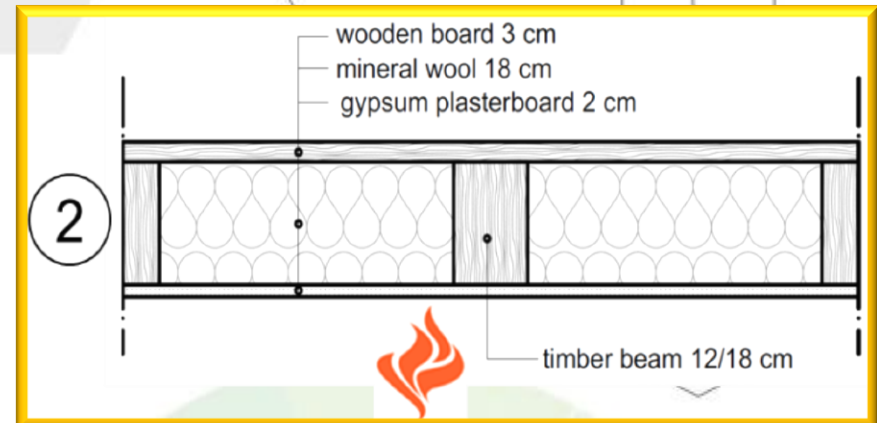 wooden board 3 cm
mineral wool 18 cm
gypsum plasterboard 2 cm
2
timber beam 12/18 cm